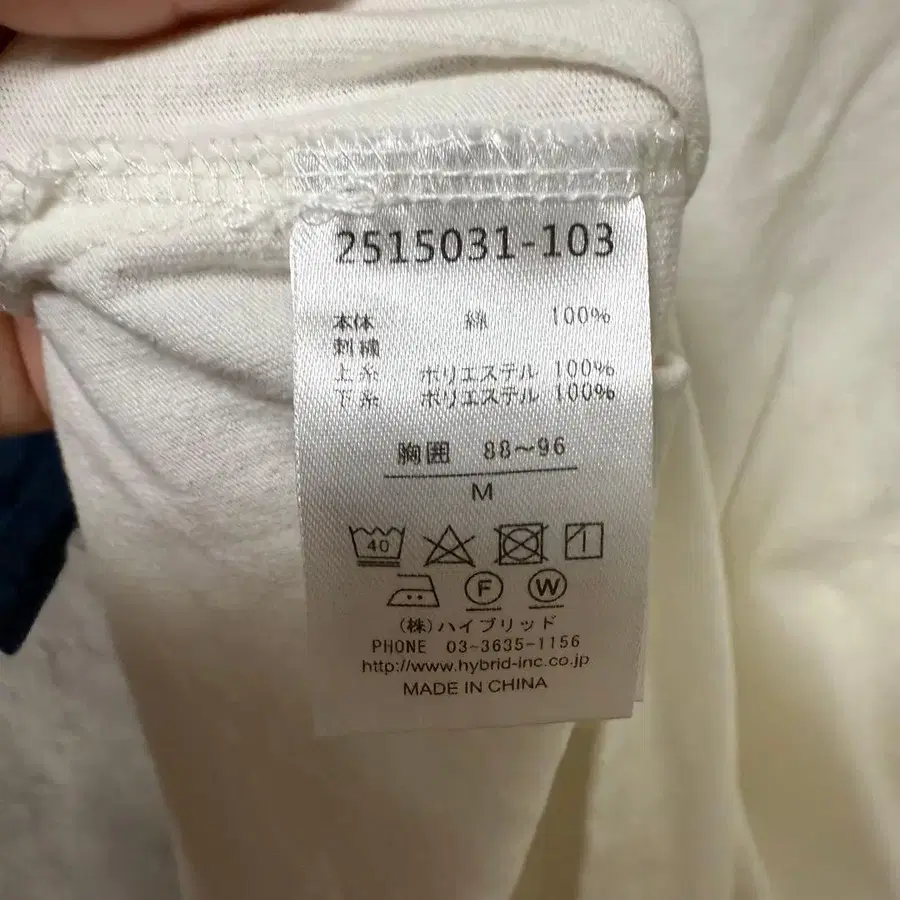 2515031-103
本体 綿 100%
刺繍
上糸 ポリエステル 100%
下糸 ポリエステル 100%
胸囲 88～96
M
40
F W
(株)ハイブリッド
PHONE 03-3635-1156
http://www.hybrid-inc.co.jp
MADE IN CHINA